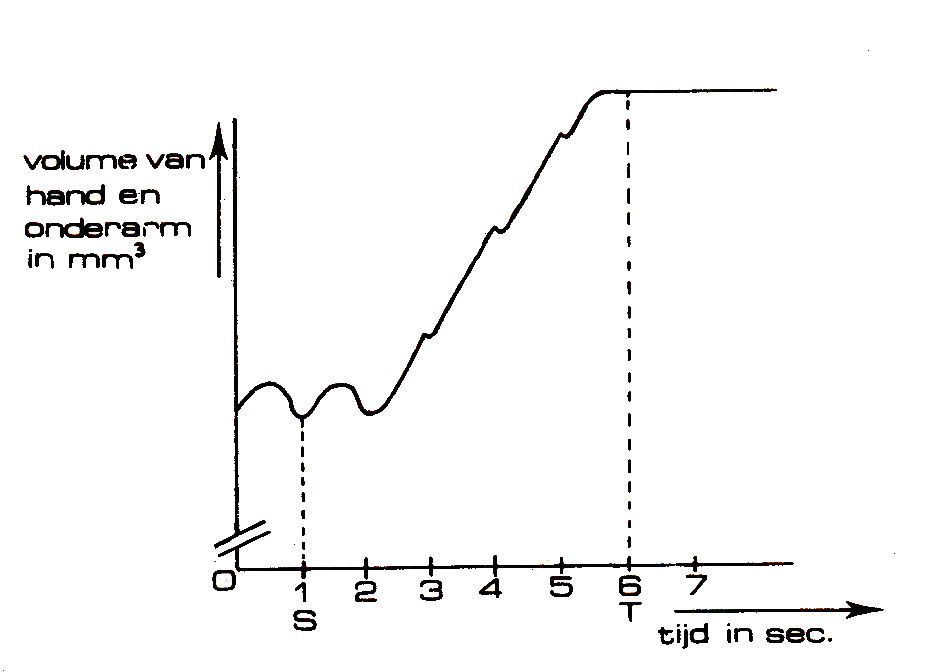 volume van
hand en
onderarm
in mm³
0 1 2 3 4 5 6 7
S T
tijd in sec.